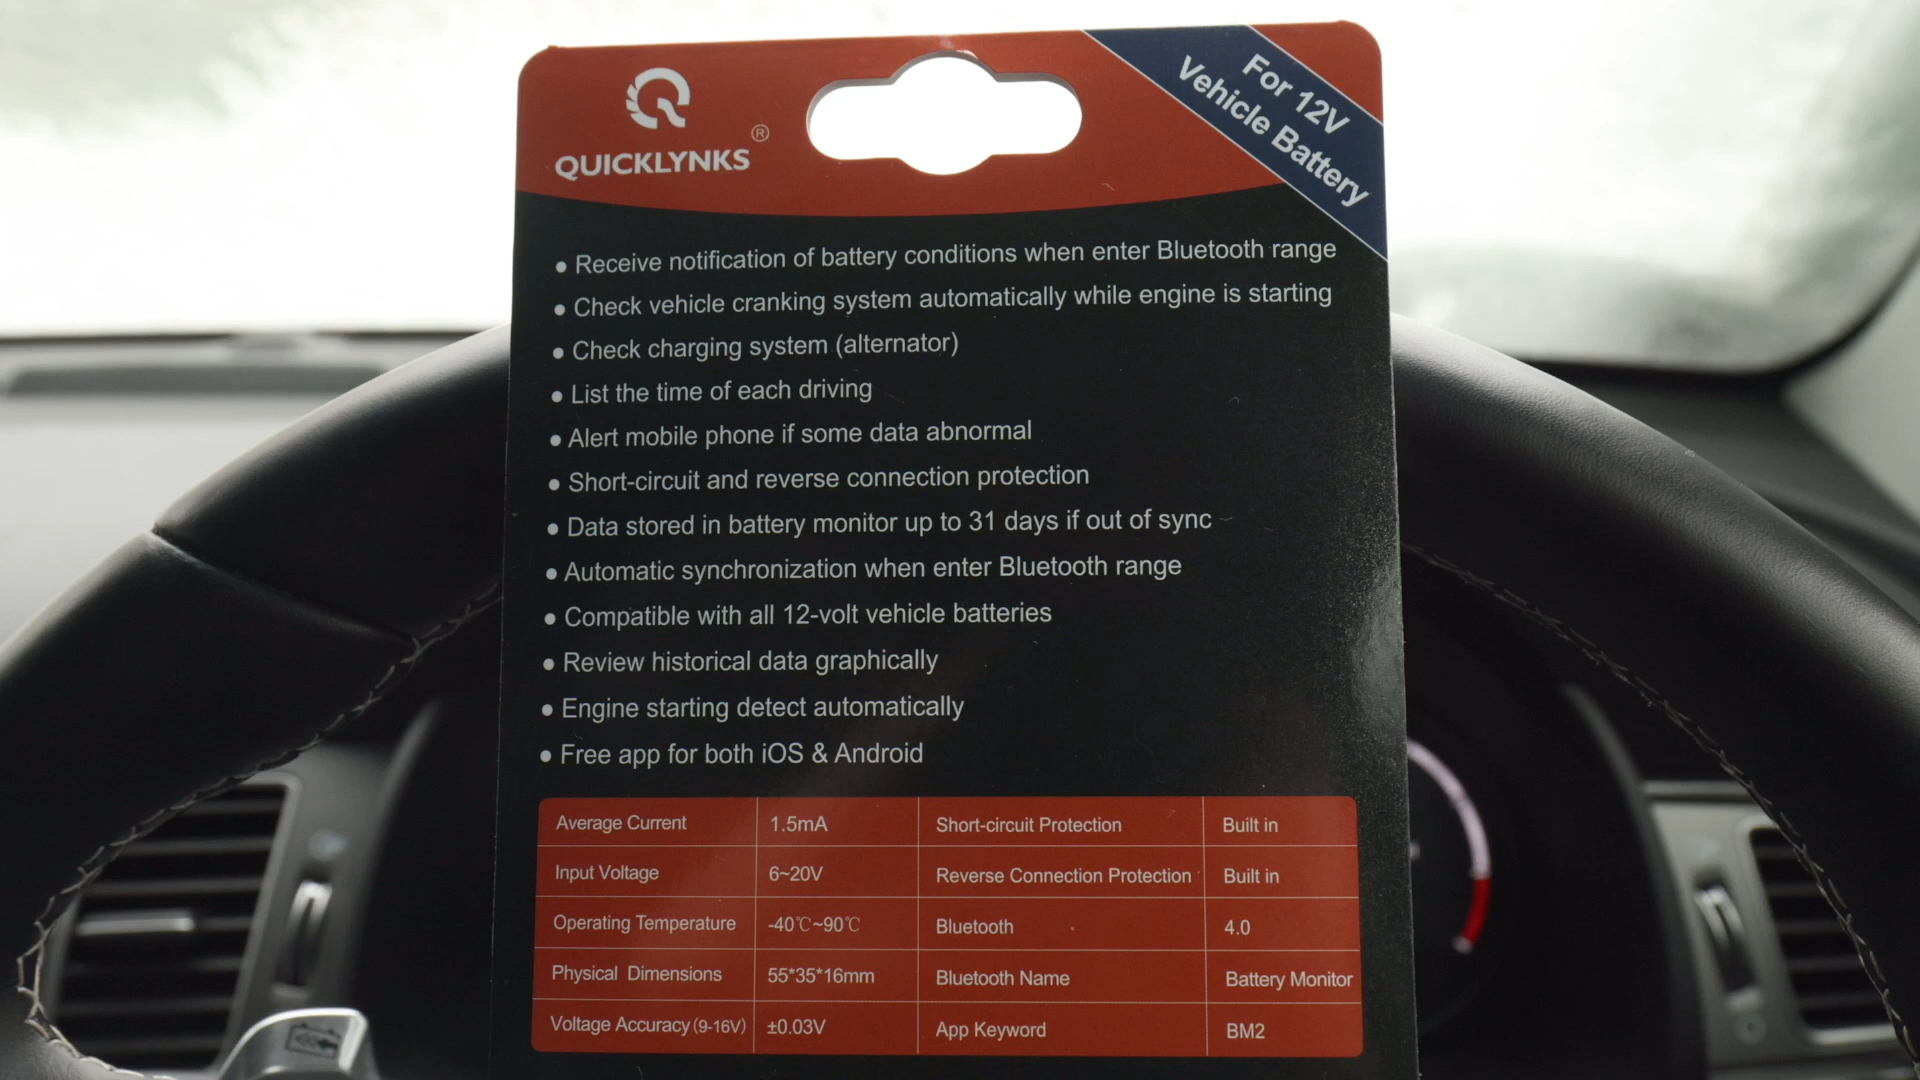 QUICKLYNKS ®
For 12V
Vehicle Battery
● Receive notification of battery conditions when enter Bluetooth range
● Check vehicle cranking system automatically while engine is starting
● Check charging system (alternator)
● List the time of each driving
● Alert mobile phone if some data abnormal
● Short-circuit and reverse connection protection
● Data stored in battery monitor up to 31 days if out of sync
● Automatic synchronization when enter Bluetooth range
● Compatible with all 12-volt vehicle batteries
● Review historical data graphically
● Engine starting detect automatically
● Free app for both iOS & Android
Average Current 1.5mA Short-circuit Protection Built in
Input Voltage 6~20V Reverse Connection Protection Built in
Operating Temperature -40℃~90℃ Bluetooth 4.0
Physical Dimensions 55*35*16mm Bluetooth Name Battery Monitor
Voltage Accuracy (9-16V) ±0.03V App Keyword BM2